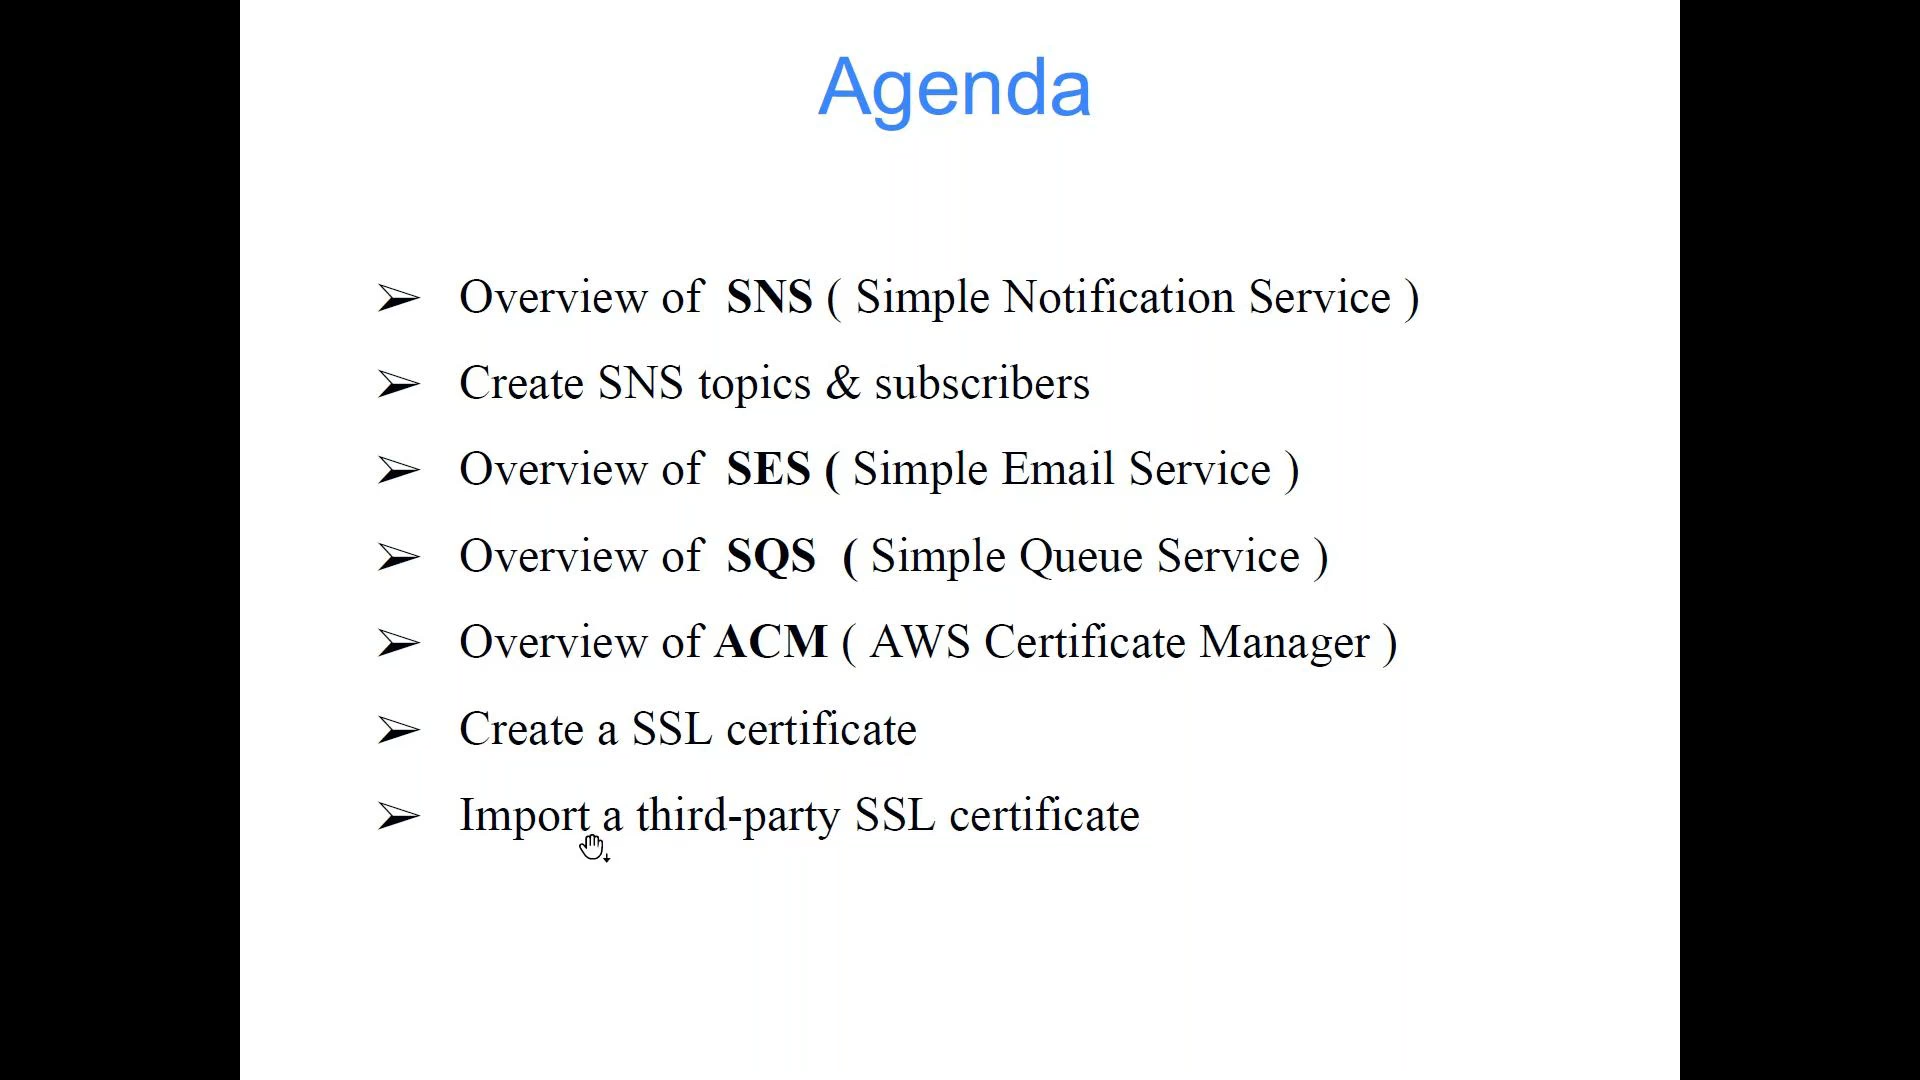 Agenda
➢ Overview of SNS ( Simple Notification Service )
➢ Create SNS topics & subscribers
➢ Overview of SES ( Simple Email Service )
➢ Overview of SQS ( Simple Queue Service )
➢ Overview of ACM ( AWS Certificate Manager )
➢ Create a SSL certificate
➢ Import a third-party SSL certificate